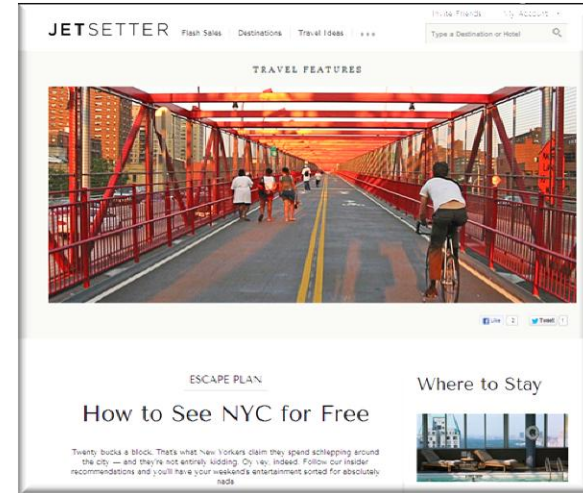 Invite Friends My Account
JETSETTER Flash Sales Destinations Travel Ideas
Type a Destination or Hotel
TRAVEL FEATURES
Like 2 Tweet 1
ESCAPE PLAN
How to See NYC for Free
Twenty bucks a block. That's what New Yorkers claim they spend schlepping around
the city — and they're not entirely kidding. Oy vey, indeed. Follow our insider
recommendations and you'll have your weekend's entertainment sorted for absolutely
nada.
Where to Stay